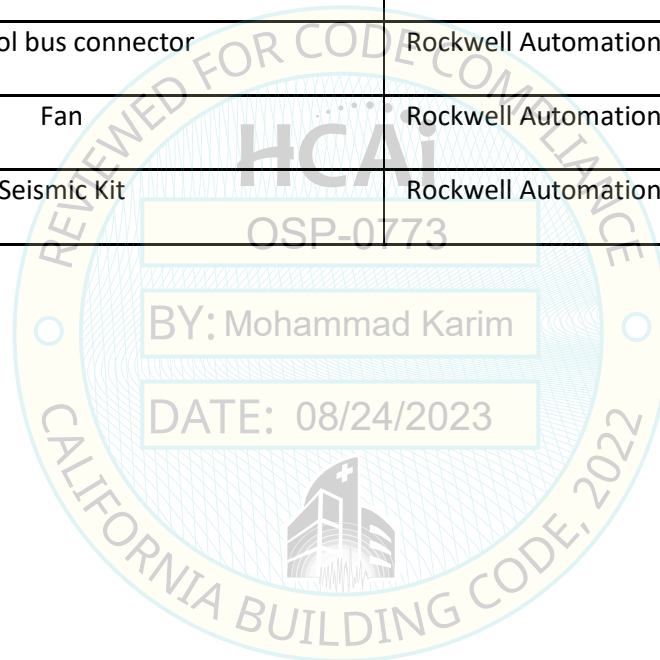 ol bus connector Rockwell Automation
Fan Rockwell Automation
Seismic Kit Rockwell Automation
REVIEWED FOR CODE COMPLIANCE
HCAi
OSP-0773
BY: Mohammad Karim
DATE: 08/24/2023
CALIFORNIA BUILDING CODE, 2022